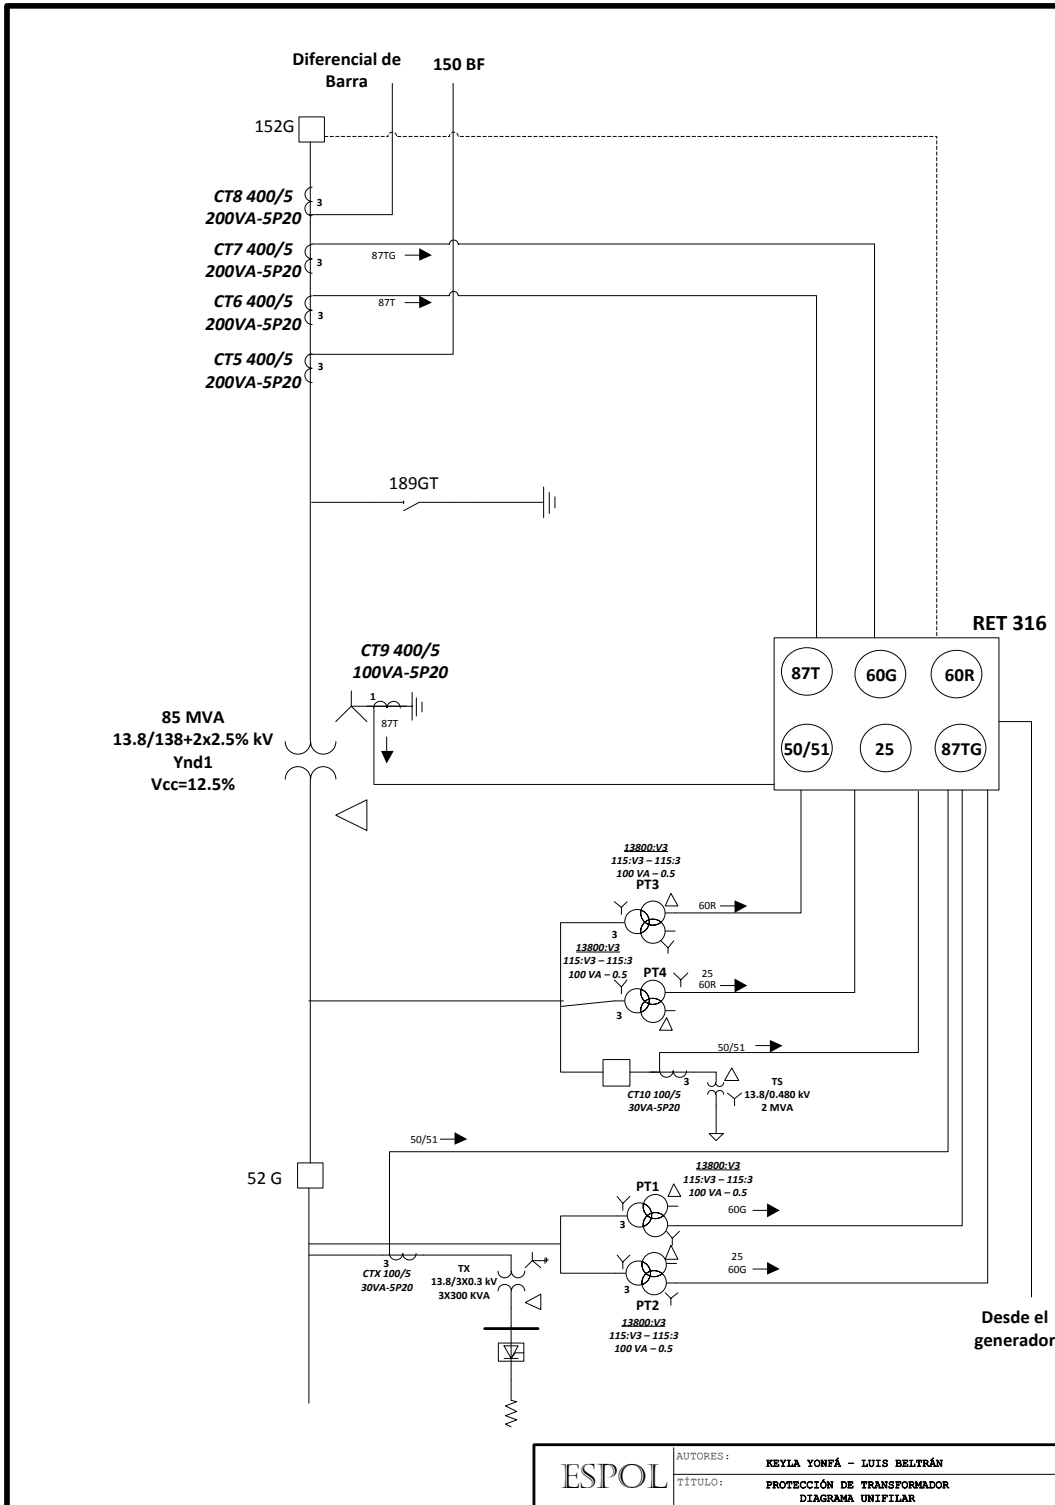 Diferencial de
Barra
150 BF
152G
CT8 400/5
200VA-5P20
3
CT7 400/5
200VA-5P20
3
87TG
CT6 400/5
200VA-5P20
3
87T
CT5 400/5
200VA-5P20
3
189GT
RET 316
CT9 400/5
100VA-5P20
1
87T
87T
60G
60R
50/51
25
87TG
85 MVA
13.8/138+2x2.5% kV
Ynd1
Vcc=12.5%
13800:V3
115:V3 – 115:3
100 VA – 0.5
PT3
60R
3
13800:V3
115:V3 – 115:3
100 VA – 0.5
PT4
25
60R
3
50/51
3
CT10 100/5
30VA-5P20
TS
13.8/0.480 kV
2 MVA
50/51
52 G
13800:V3
115:V3 – 115:3
100 VA – 0.5
PT1
60G
3
3
CTX 100/5
30VA-5P20
TX
13.8/3X0.3 kV
3X300 KVA
25
60G
3
PT2
13800:V3
115:V3 – 115:3
100 VA – 0.5
Desde el
generador
ESPOL
AUTORES:
KEYLA YONFÁ – LUIS BELTRÁN
TÍTULO:
PROTECCIÓN DE TRANSFORMADOR
DIAGRAMA UNIFILAR